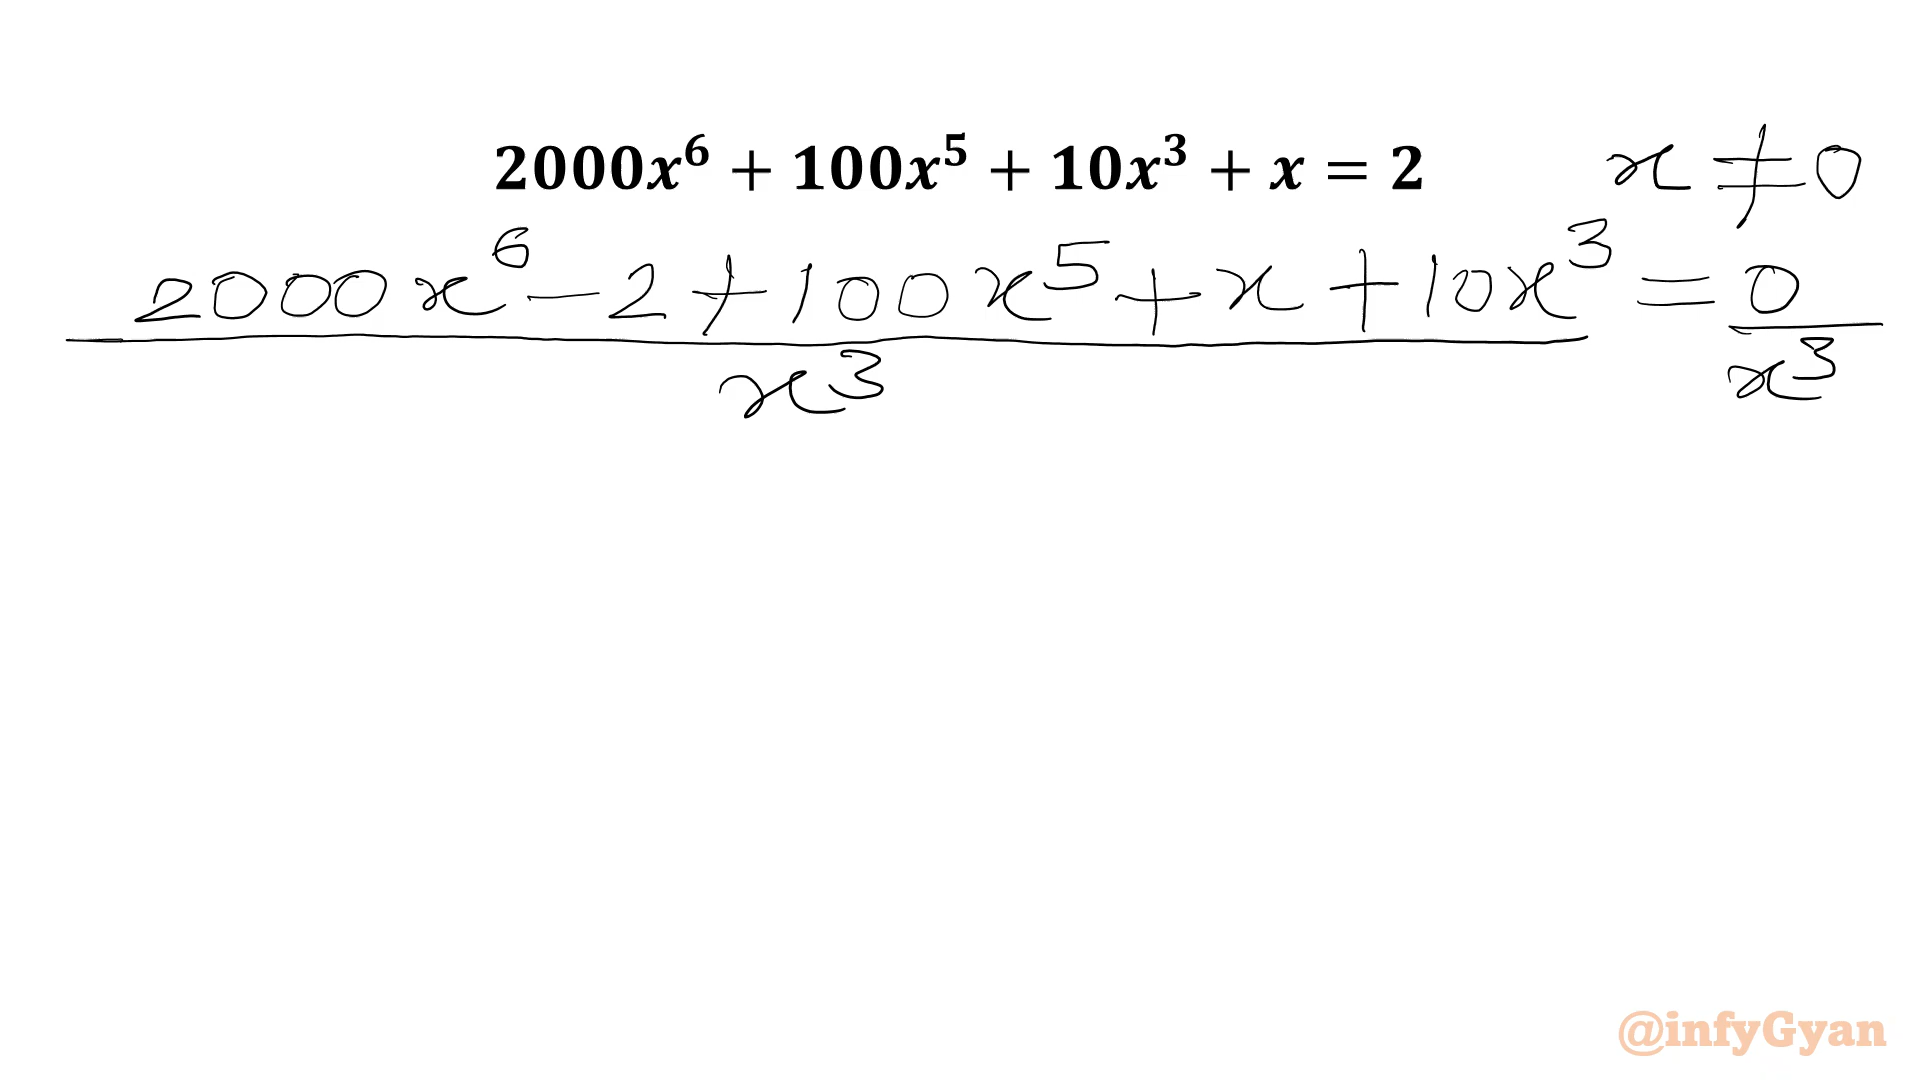 2000x⁶ + 100x⁵ + 10x³ + x = 2
x ≠ 0
2000x⁶ - 2 + 100x⁵ + x + 10x³ = 0
x³ x³
@infyGyan